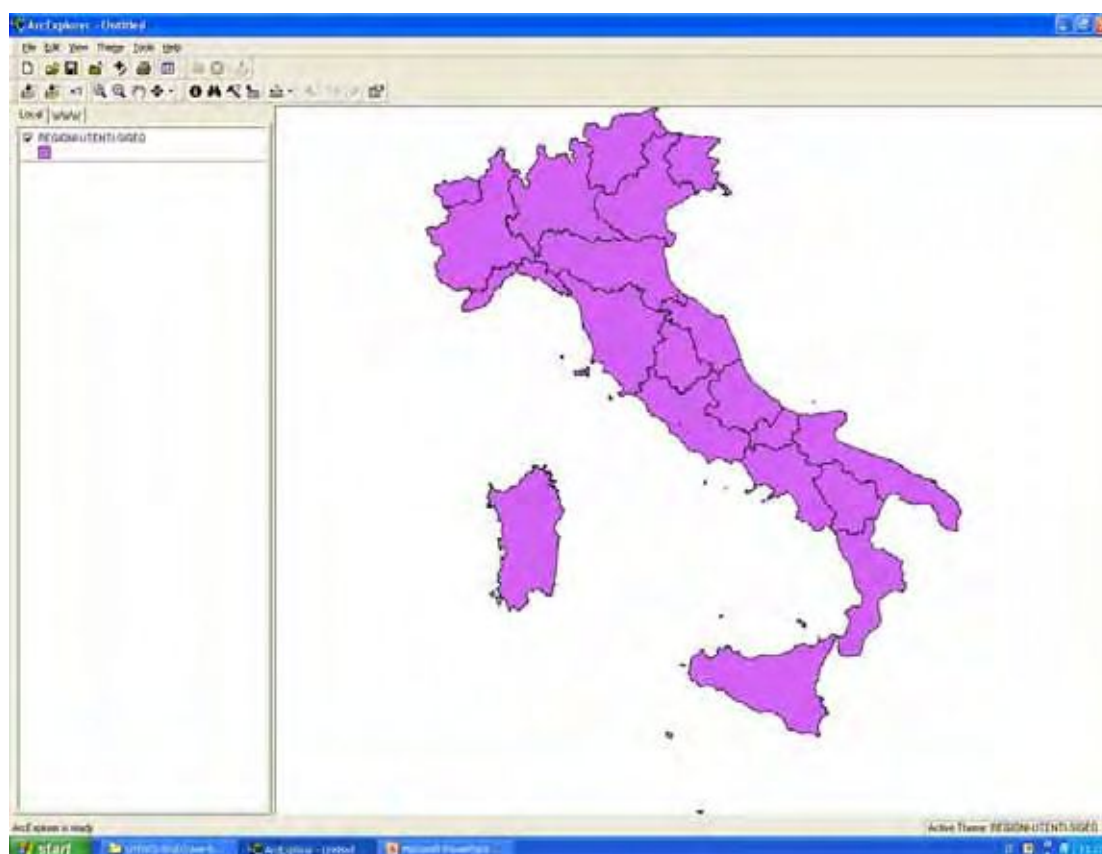 ArcExplorer - Untitled
File Edit View Theme Tools Help
Local WWW
REGIONI-UTENTI-SIGEO
ArcExplorer is ready
Active Theme: REGIONI-UTENTI-SIGEO
start
ArcExplorer - Untitled
Microsoft PowerPoint
IT